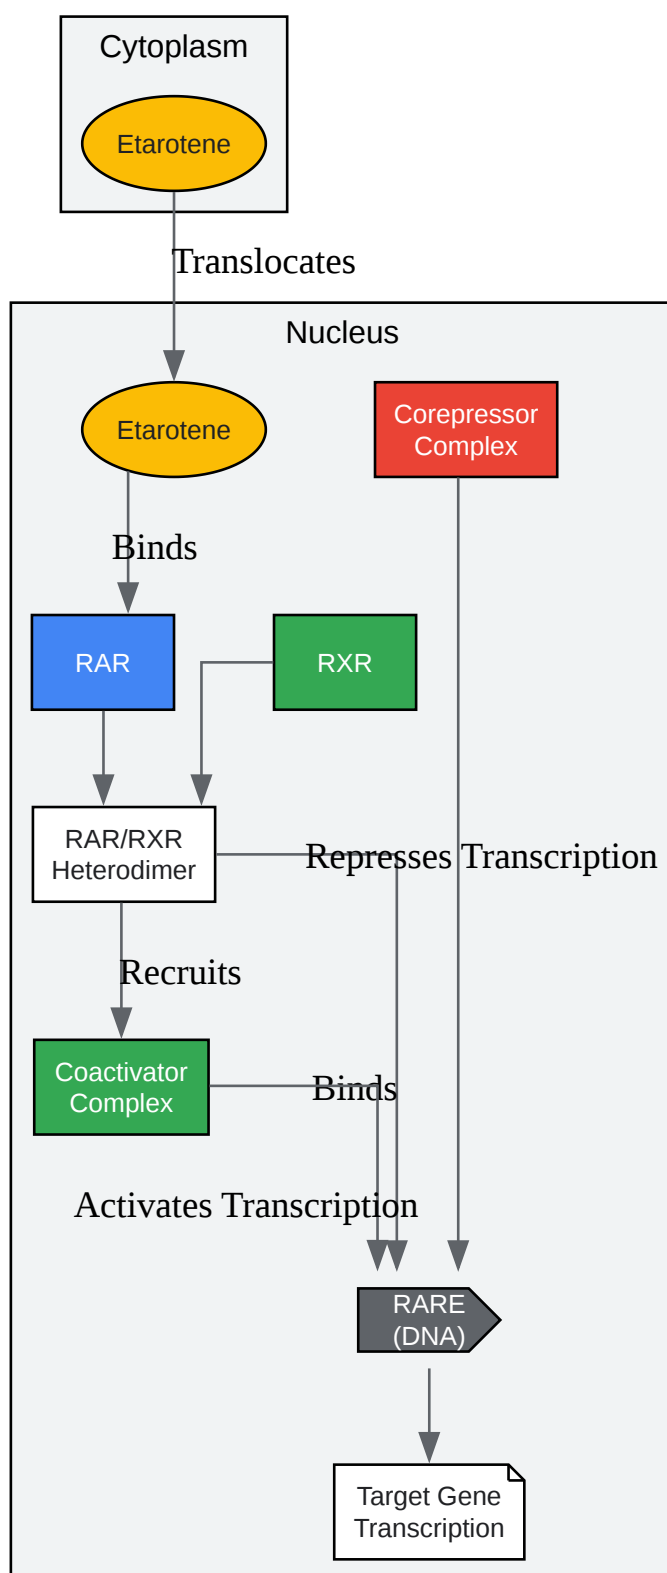 Cytoplasm
Etarotene
Translocates
Nucleus
Etarotene
Corepressor
Complex
Binds
RAR
RXR
RAR/RXR
Heterodimer
Represses Transcription
Recruits
Coactivator
Complex
Binds
Activates Transcription
RARE
(DNA)
Target Gene
Transcription